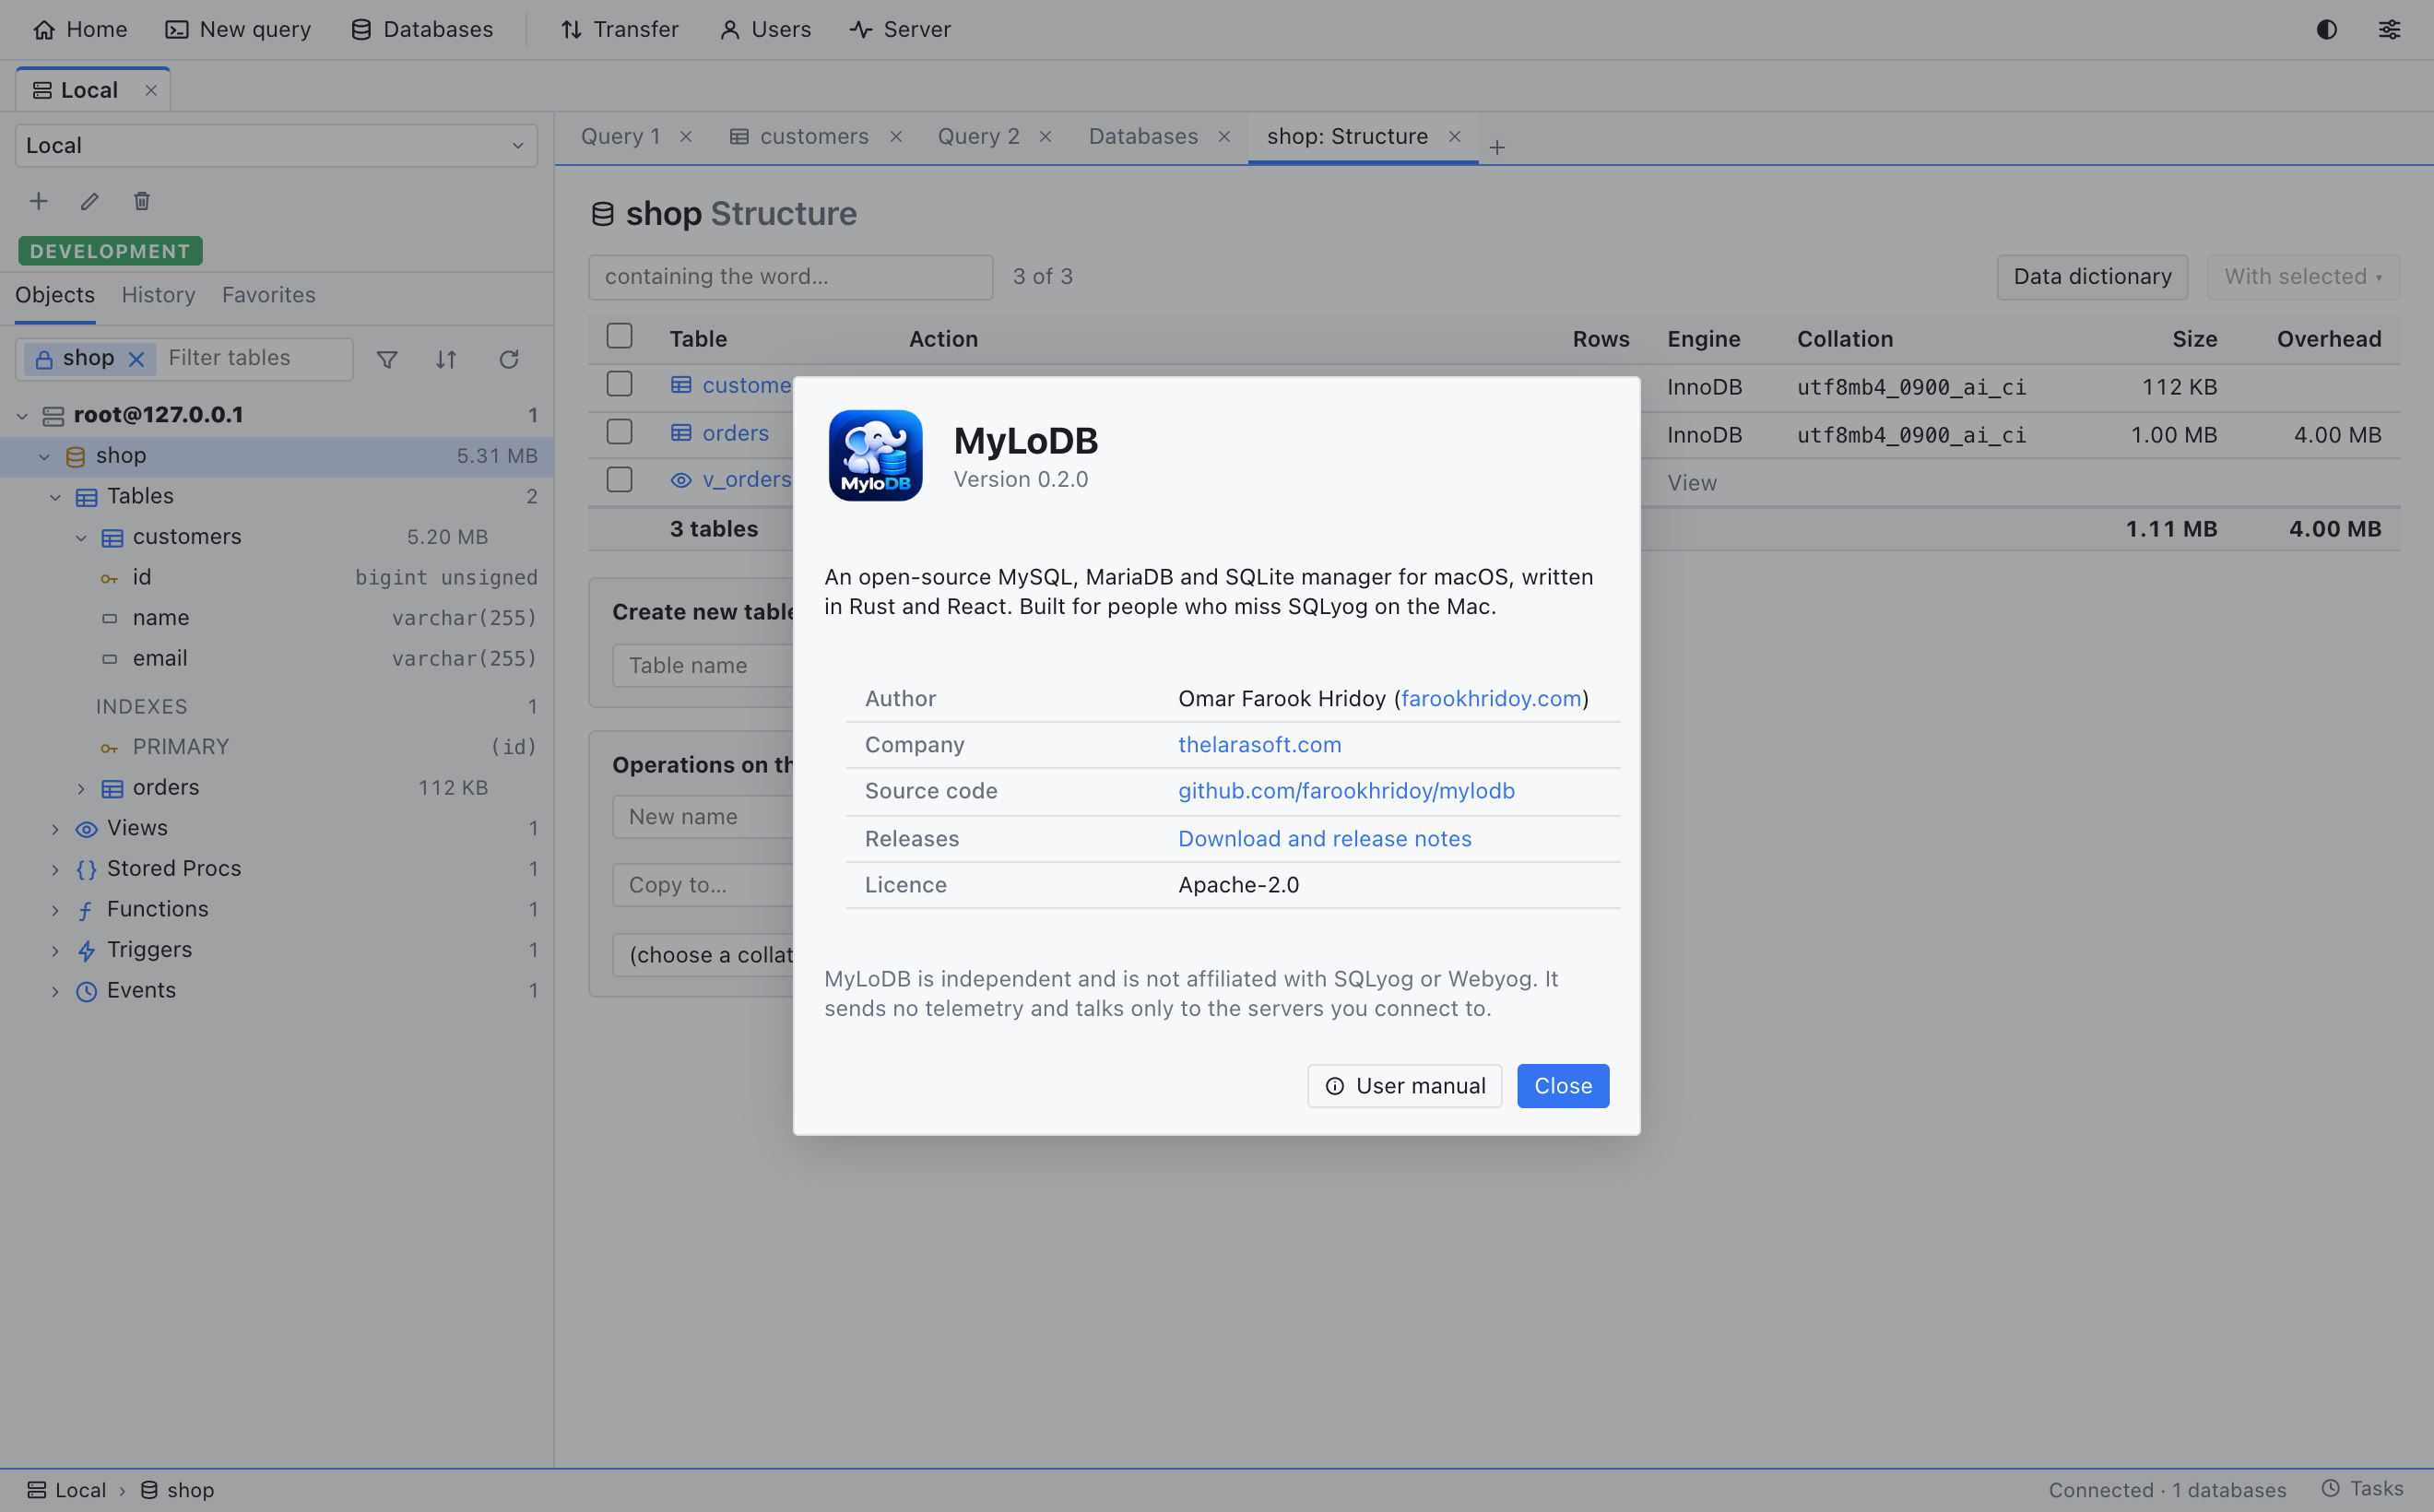 Home
New query
Databases
Transfer
Users
Server
Local
Local
DEVELOPMENT
Objects
History
Favorites
shop
Filter tables
root@127.0.0.1 1
shop 5.31 MB
Tables 2
customers 5.20 MB
id bigint unsigned
name varchar(255)
email varchar(255)
INDEXES 1
PRIMARY (id)
orders 112 KB
Views 1
Stored Procs 1
Functions 1
Triggers 1
Events 1
Query 1
customers
Query 2
Databases
shop: Structure
shop Structure
containing the word...
3 of 3
Data dictionary
With selected
Table Action Rows Engine Collation Size Overhead
custome InnoDB utf8mb4_0900_ai_ci 112 KB
orders InnoDB utf8mb4_0900_ai_ci 1.00 MB 4.00 MB
v_orders View
3 tables 1.11 MB 4.00 MB
Create new table
Table name
Operations on th
New name
Copy to...
(choose a collat
MyloDB
MyLoDB
Version 0.2.0
An open-source MySQL, MariaDB and SQLite manager for macOS, written
in Rust and React. Built for people who miss SQLyog on the Mac.
Author Omar Farook Hridoy (farookhridoy.com)
Company thelarasoft.com
Source code github.com/farookhridoy/mylodb
Releases Download and release notes
Licence Apache-2.0
MyLoDB is independent and is not affiliated with SQLyog or Webyog. It
sends no telemetry and talks only to the servers you connect to.
User manual
Close
Local › shop
Connected · 1 databases
Tasks